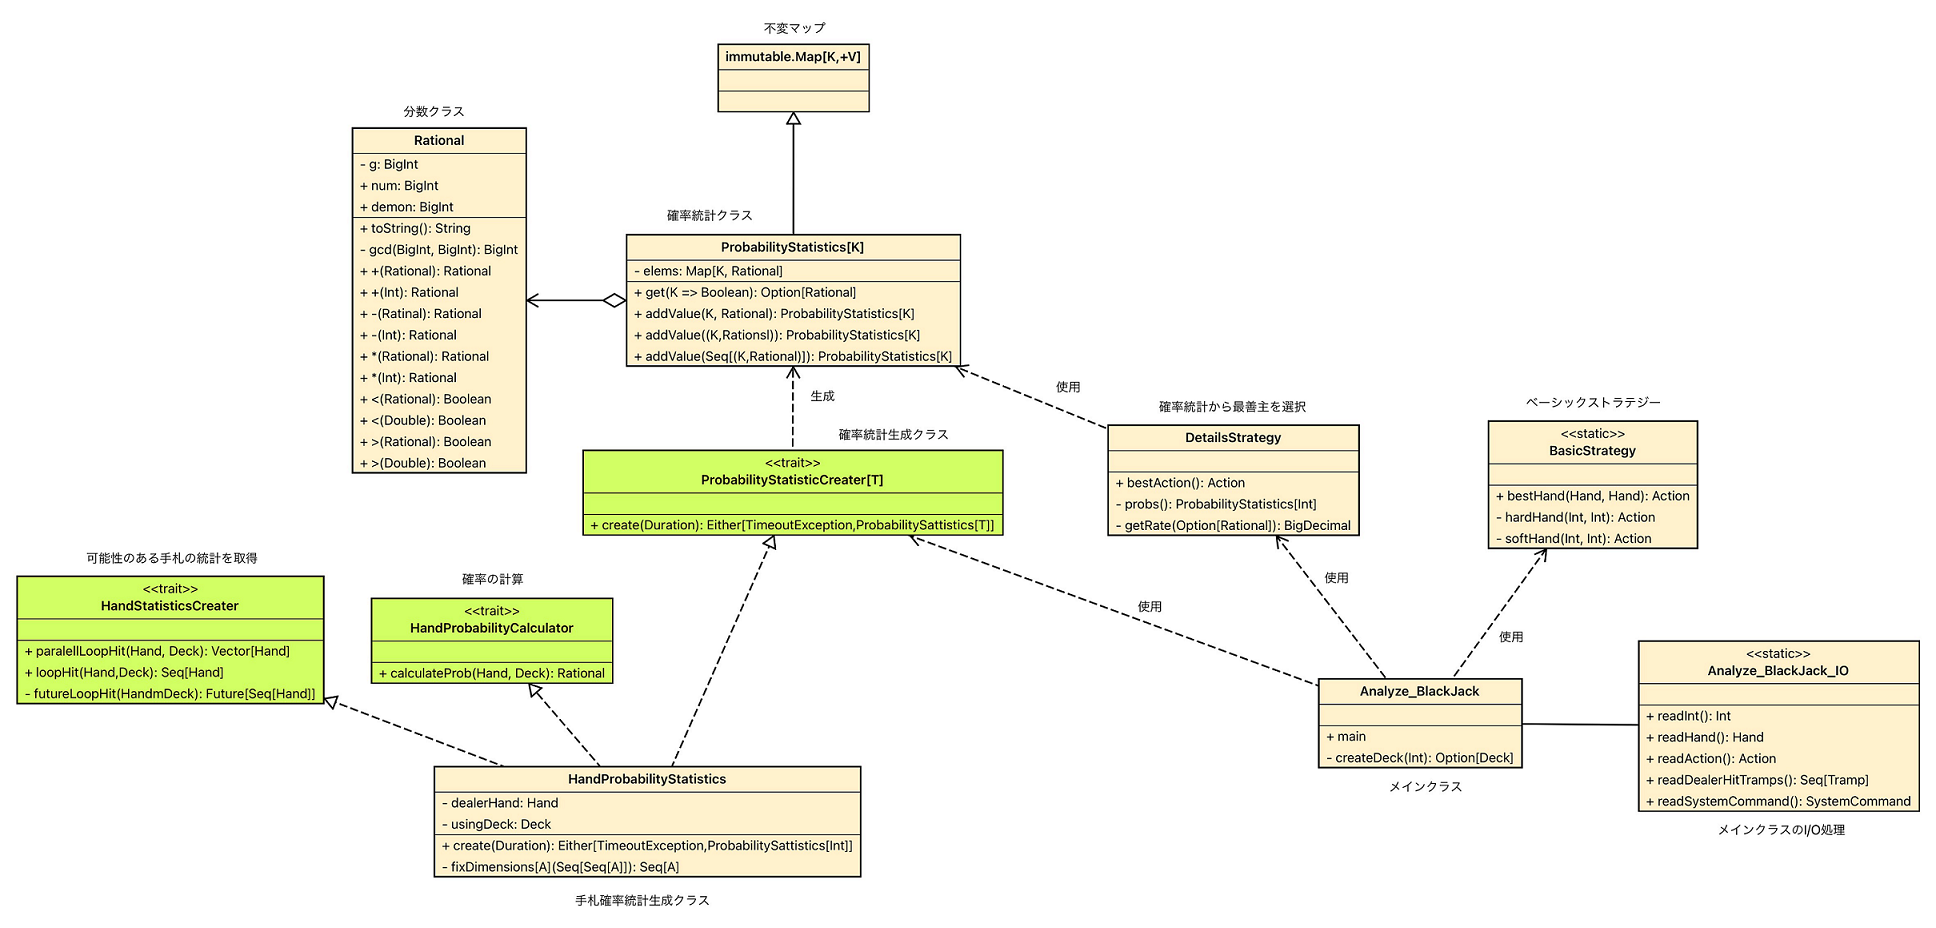 不変マップ
immutable.Map[K,+V]
分数クラス
Rational
- g: BigInt
+ num: BigInt
+ demon: BigInt
+ toString(): String
- gcd(BigInt, BigInt): BigInt
+ +(Rational): Rational
+ +(Int): Rational
+ -(Ratinal): Rational
+ -(Int): Rational
+ *(Rational): Rational
+ *(Int): Rational
+ <(Rational): Boolean
+ <(Double): Boolean
+ >(Rational): Boolean
+ >(Double): Boolean
確率統計クラス
ProbabilityStatistics[K]
- elems: Map[K, Rational]
+ get(K => Boolean): Option[Rational]
+ addValue(K, Rational): ProbabilityStatistics[K]
+ addValue((K,Rationsl)): ProbabilityStatistics[K]
+ addValue(Seq[(K,Rational)]): ProbabilityStatistics[K]
生成
使用
確率統計生成クラス
<<trait>>
ProbabilityStatisticCreater[T]
+ create(Duration): Either[TimeoutException,ProbabilitySattistics[T]]
確率統計から最善主を選択
DetailsStrategy
+ bestAction(): Action
- probs(): ProbabilityStatistics[Int]
- getRate(Option[Rational]): BigDecimal
ベーシックストラテジー
<<static>>
BasicStrategy
+ bestHand(Hand, Hand): Action
- hardHand(Int, Int): Action
- softHand(Int, Int): Action
可能性のある手札の統計を取得
<<trait>>
HandStatisticsCreater
+ paralellLoopHit(Hand, Deck): Vector[Hand]
+ loopHit(Hand,Deck): Seq[Hand]
- futureLoopHit(HandmDeck): Future[Seq[Hand]]
確率の計算
<<trait>>
HandProbabilityCalculator
+ calculateProb(Hand, Deck): Rational
使用
使用
使用
HandProbabilityStatistics
- dealerHand: Hand
- usingDeck: Deck
+ create(Duration): Either[TimeoutException,ProbabilitySattistics[Int]]
- fixDimensions[A](Seq[Seq[A]]): Seq[A]
手札確率統計生成クラス
Analyze_BlackJack
+ main
- createDeck(Int): Option[Deck]
メインクラス
<<static>>
Analyze_BlackJack_IO
+ readInt(): Int
+ readHand(): Hand
+ readAction(): Action
+ readDealerHitTramps(): Seq[Tramp]
+ readSystemCommand(): SystemCommand
メインクラスのI/O処理